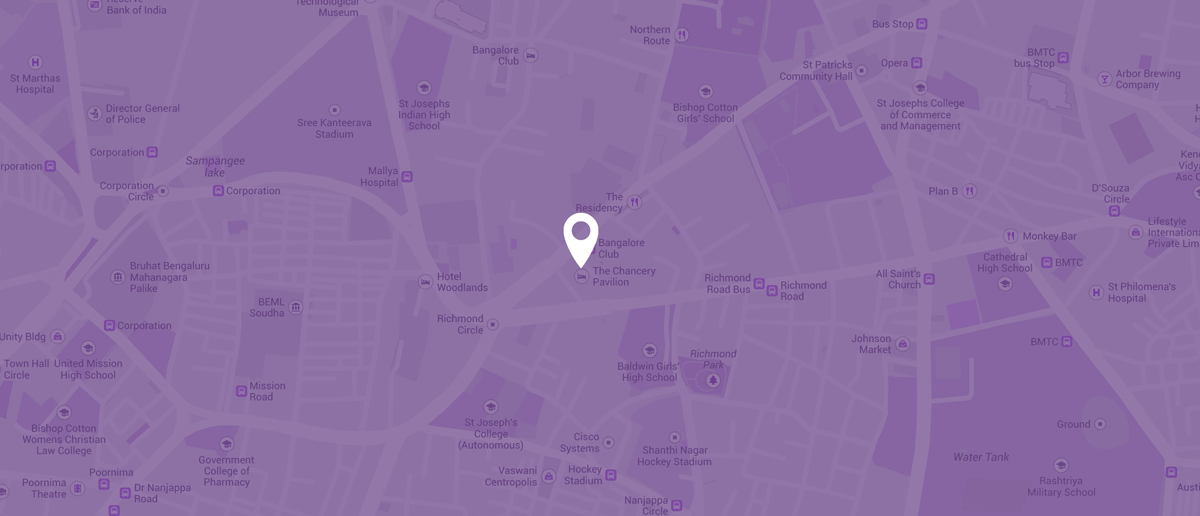 Reserve
Bank of India
Technological
Museum
Northern
Route
Bus Stop
Bangalore
Club
BMTC
bus Stop
St Patricks
Community Hall
Opera
St Marthas
Hospital
Arbor Brewing
Company
Director General
of Police
St Josephs
Indian High
School
Bishop Cotton
Girls' School
St Josephs College
of Commerce
and Management
Sree Kanteerava
Stadium
Corporation
Sampangee
lake
rporation
Corporation
Circle
Corporation
Mallya
Hospital
Plan B
D'Souza
Circle
The
Residency
Monkey Bar
Lifestyle
Internation
Private Lim
Bangalore
Club
The Chancery
Pavilion
Cathedral
High School
BMTC
Bruhat Bengaluru
Mahanagara
Palike
Hotel
Woodlands
Richmond
Road Bus
Richmond
Road
All Saint's
Church
St Philomena's
Hospital
BEML
Soudha
Richmond
Circle
Corporation
Unity Bldg
Johnson
Market
BMTC
Town Hall
Circle
United Mission
High School
Baldwin Girls'
High School
Richmond
Park
Mission
Road
Bishop Cotton
Womens Christian
Law College
St Joseph's
College
(Autonomous)
Cisco
Systems
Shanthi Nagar
Hockey Stadium
Ground
Government
College of
Pharmacy
Water Tank
Vaswani
Centropolis
Hockey
Stadium
Rashtriya
Military School
Poornima
Poornima
Theatre
Dr Nanjappa
Road
Nanjappa
Circle
Austi